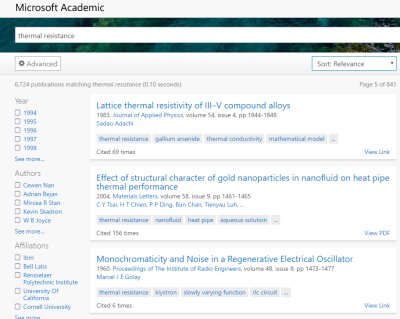 Microsoft Academic
thermal resistance
Advanced
Sort: Relevance
6,724 publications matching thermal resistance (0.10 seconds)
Page 5 of 841
Year
1994
1995
1996
1997
1998
See more...
Authors
Cewen Nan
Adrian Bejan
Mircea R Stan
Kevin Skadron
W B Joyce
See more...
Affiliations
Ibm
Bell Labs
Rensselaer
Polytechnic Institute
University Of
California
Cornell University
Lattice thermal resistivity of III–V compound alloys
1983, Journal of Applied Physics, volume 54, issue 4, pp 1844-1848
Sadao Adachi
thermal resistance gallium arsenide thermal conductivity mathematical model ...
Cited 69 times
View Link
Effect of structural character of gold nanoparticles in nanofluid on heat pipe
thermal performance
2004, Materials Letters, volume 58, issue 9, pp 1461-1465
C Y Tsai, H T Chien, P P Ding, Bun Chan, Tienyau Luh, ...
thermal resistance nanofluid heat pipe aqueous solution ...
Cited 156 times
View PDF
Monochromaticity and Noise in a Regenerative Electrical Oscillator
1960, Proceedings of The Institute of Radio Engineers, volume 48, issue 8, pp 1473-1477
Marcel J E Golay
thermal resistance klystron slowly varying function rlc circuit ...
Cited 6 times
View Link